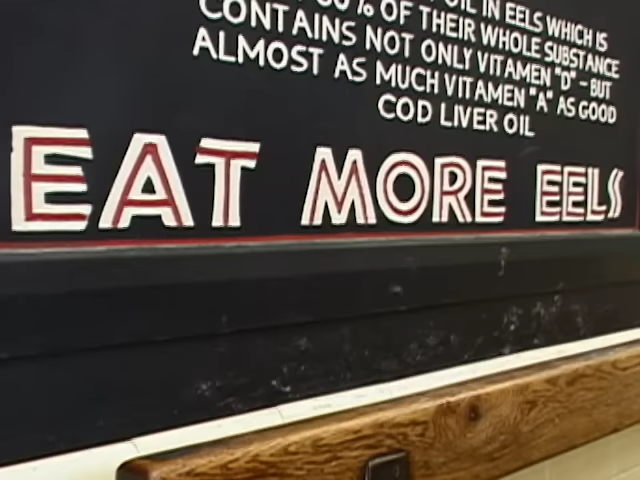 OIL IN EELS WHICH IS
% OF THEIR WHOLE SUBSTANCE
CONTAINS NOT ONLY VITAMEN "D" - BUT
ALMOST AS MUCH VITAMEN "A" AS GOOD
COD LIVER OIL
EAT MORE EELS